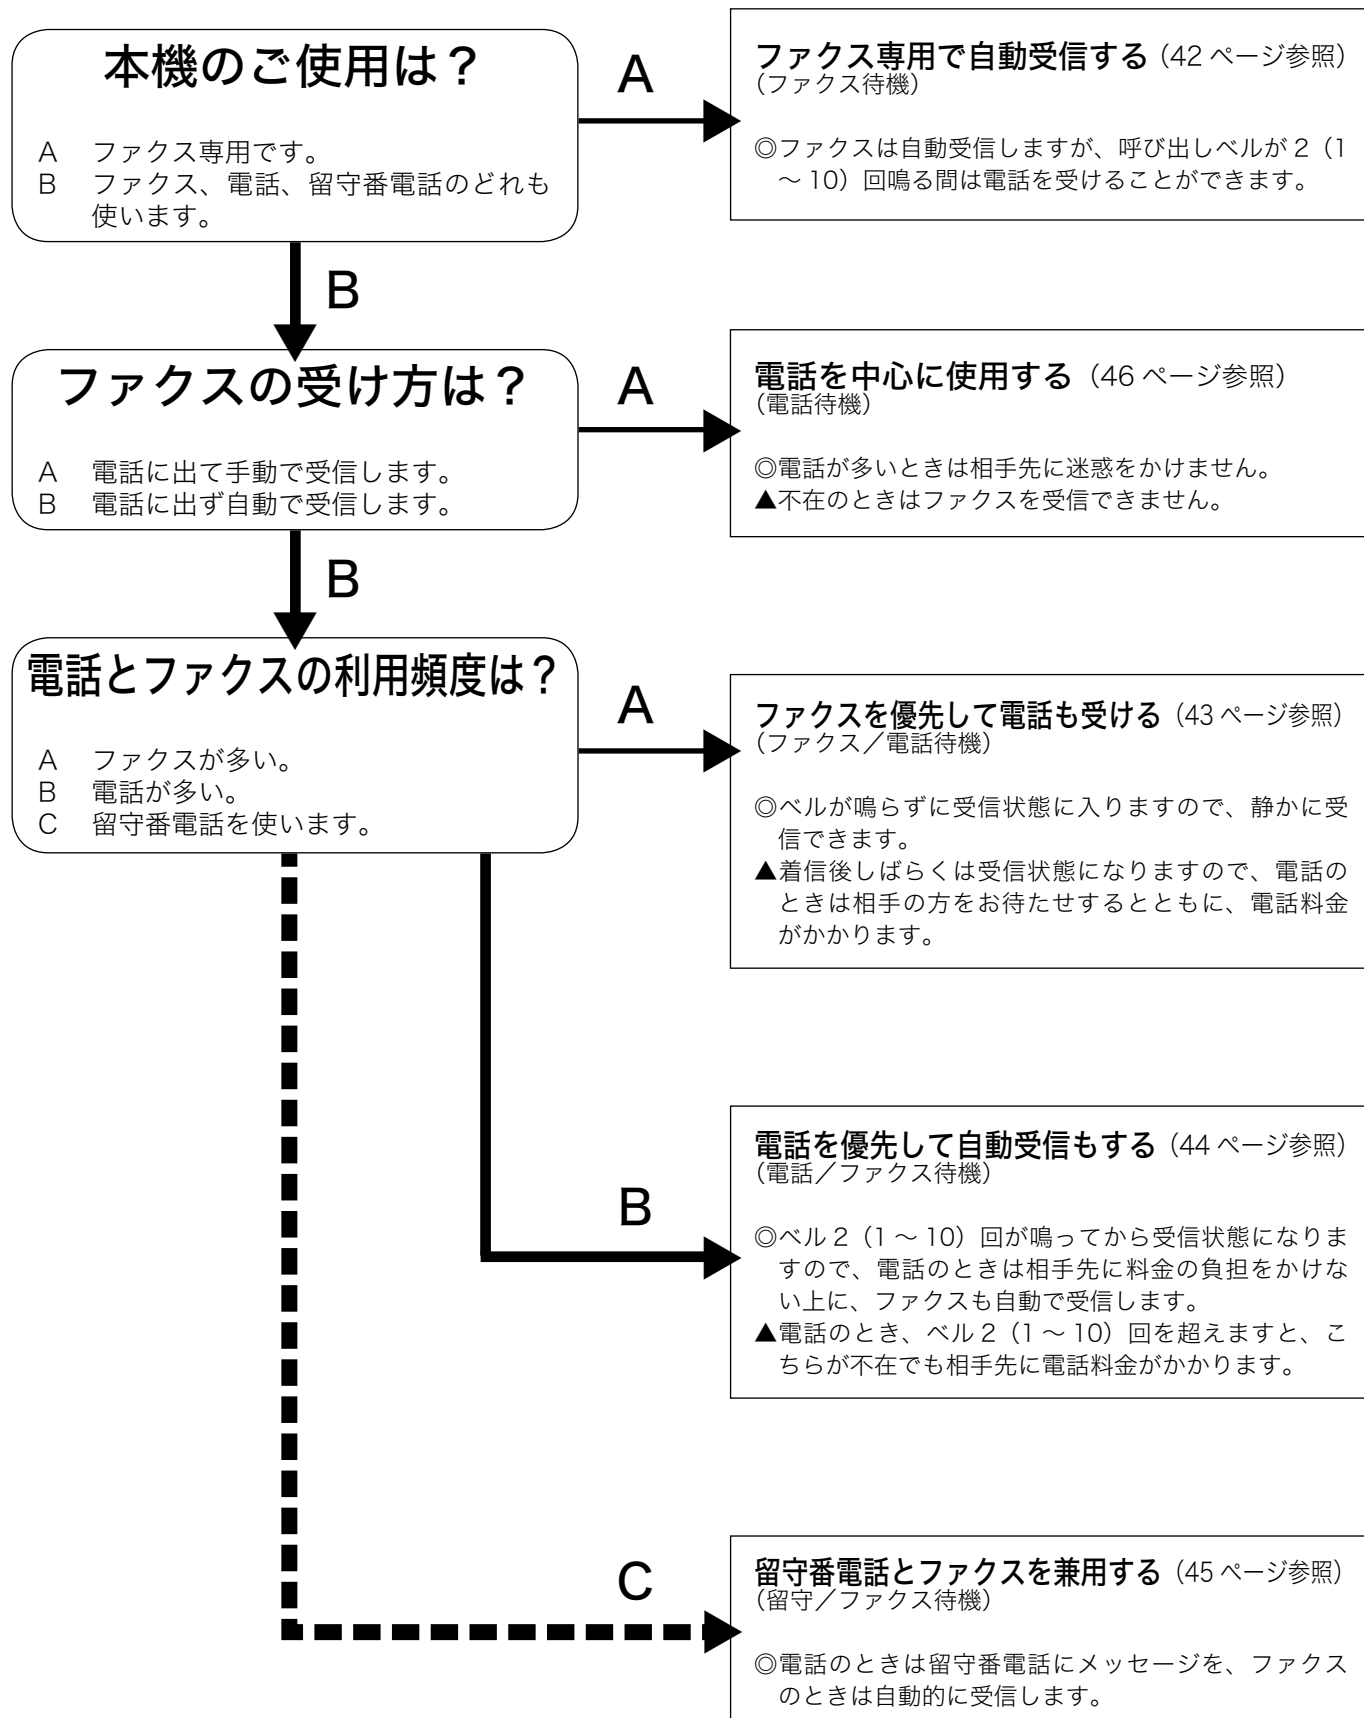 本機のご使用は？
A　ファクス専用です。
B　ファクス、電話、留守番電話のどれも
使います。
A
ファクス専用で自動受信する（42 ページ参照）
（ファクス待機）
◎ファクスは自動受信しますが、呼び出しベルが 2（1
～ 10）回鳴る間は電話を受けることができます。
B
ファクスの受け方は？
A　電話に出て手動で受信します。
B　電話に出ず自動で受信します。
A
電話を中心に使用する（46 ページ参照）
（電話待機）
◎電話が多いときは相手先に迷惑をかけません。
▲不在のときはファクスを受信できません。
B
電話とファクスの利用頻度は？
A　ファクスが多い。
B　電話が多い。
C　留守番電話を使います。
A
ファクスを優先して電話も受ける（43 ページ参照）
（ファクス／電話待機）
◎ベルが鳴らずに受信状態に入りますので、静かに受
信できます。
▲着信後しばらくは受信状態になりますので、電話の
ときは相手の方をお待たせするとともに、電話料金
がかかります。
B
電話を優先して自動受信もする（44 ページ参照）
（電話／ファクス待機）
◎ベル 2（1 ～ 10）回が鳴ってから受信状態になりま
すので、電話のときは相手先に料金の負担をかけな
い上に、ファクスも自動で受信します。
▲電話のとき、ベル 2（1 ～ 10）回を超えますと、こ
ちらが不在でも相手先に電話料金がかかります。
C
留守番電話とファクスを兼用する（45 ページ参照）
（留守／ファクス待機）
◎電話のときは留守番電話にメッセージを、ファクス
のときは自動的に受信します。